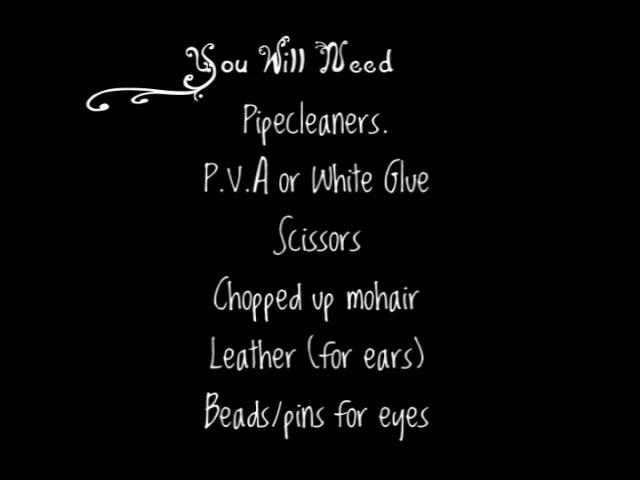 You Will Need
Pipecleaners.
P.V.A or White Glue
Scissors
Chopped up mohair
Leather (for ears)
Beads/pins for eyes